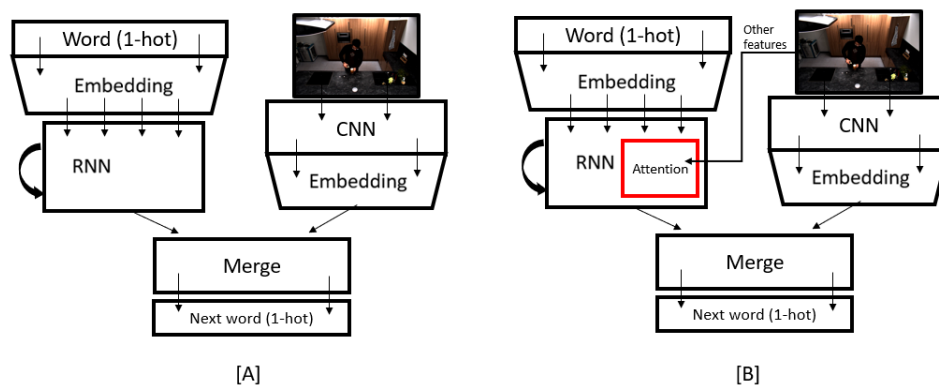 Word (1-hot)
Embedding
RNN
CNN
Embedding
Merge
Next word (1-hot)
[A]
Word (1-hot)
Embedding
RNN
Attention
Other
features
CNN
Embedding
Merge
Next word (1-hot)
[B]